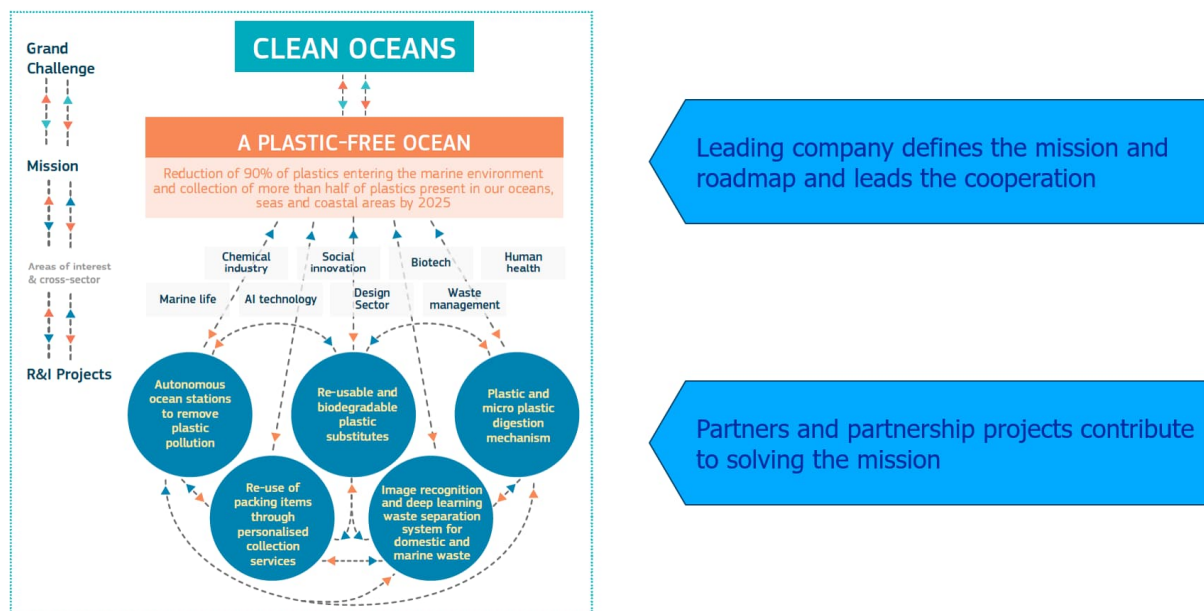 CLEAN OCEANS
Grand
Challenge
Mission
Areas of interest
& cross-sector
R&I Projects
A PLASTIC-FREE OCEAN
Reduction of 90% of plastics entering the marine environment
and collection of more than half of plastics present in our oceans,
seas and coastal areas by 2025
Chemical
industry
Social
innovation
Biotech
Human
health
Marine life
AI technology
Design
Sector
Waste
management
Autonomous
ocean stations
to remove
plastic
pollution
Re-usable and
biodegradable
plastic
substitutes
Plastic and
micro plastic
digestion
mechanism
Re-use of
packing items
through
personalised
collection
services
Image recognition
and deep learning
waste separation
system for
domestic and
marine waste
Leading company defines the mission and
roadmap and leads the cooperation
Partners and partnership projects contribute
to solving the mission